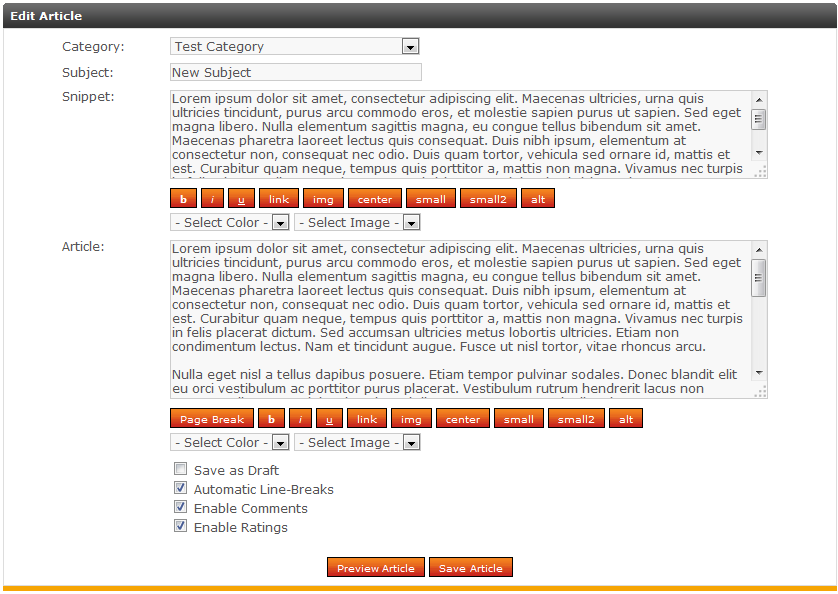 Edit Article
Category: Test Category
Subject: New Subject
Snippet: Lorem ipsum dolor sit amet, consectetur adipiscing elit. Maecenas ultricies, urna quis
ultricies tincidunt, purus arcu commodo eros, et molestie sapien purus ut sapien. Sed eget
magna libero. Nulla elementum sagittis magna, eu congue tellus bibendum sit amet.
Maecenas pharetra laoreet lectus quis consequat. Duis nibh ipsum, elementum at
consectetur non, consequat nec odio. Duis quam tortor, vehicula sed ornare id, mattis et
est. Curabitur quam neque, tempus quis porttitor a, mattis non magna. Vivamus nec turpis
b i u link img center small small2 alt
- Select Color - - Select Image -
Article: Lorem ipsum dolor sit amet, consectetur adipiscing elit. Maecenas ultricies, urna quis
ultricies tincidunt, purus arcu commodo eros, et molestie sapien purus ut sapien. Sed eget
magna libero. Nulla elementum sagittis magna, eu congue tellus bibendum sit amet.
Maecenas pharetra laoreet lectus quis consequat. Duis nibh ipsum, elementum at
consectetur non, consequat nec odio. Duis quam tortor, vehicula sed ornare id, mattis et
est. Curabitur quam neque, tempus quis porttitor a, mattis non magna. Vivamus nec turpis
in felis placerat dictum. Sed accumsan ultricies metus lobortis ultricies. Etiam non
condimentum lectus. Nam et tincidunt augue. Fusce ut nisl tortor, vitae rhoncus arcu.
Nulla eget nisl a tellus dapibus posuere. Etiam tempor pulvinar sodales. Donec blandit elit
eu orci vestibulum ac porttitor purus placerat. Vestibulum rutrum hendrerit lacus non
Page Break b i u link img center small small2 alt
- Select Color - - Select Image -
Save as Draft
Automatic Line-Breaks
Enable Comments
Enable Ratings
Preview Article Save Article